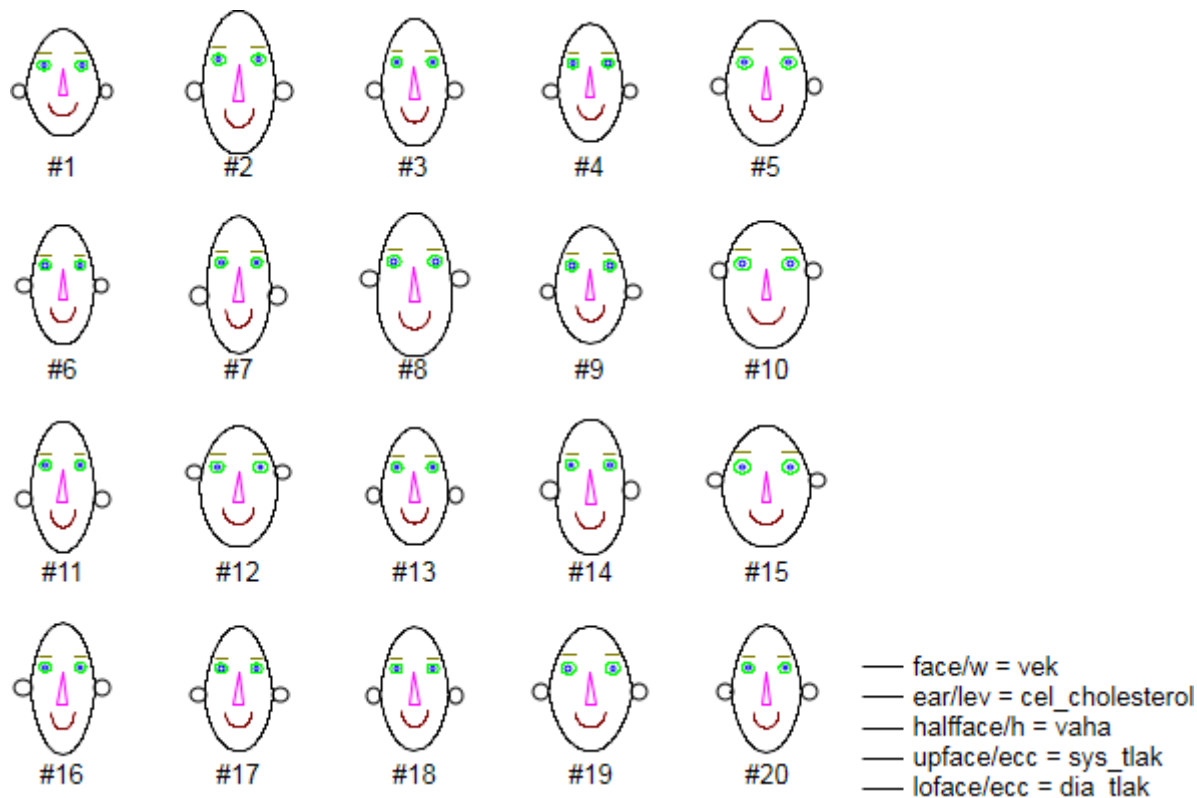 #1 #2 #3 #4 #5
#6 #7 #8 #9 #10
#11 #12 #13 #14 #15
#16 #17 #18 #19 #20
face/w = vek
ear/lev = cel_cholesterol
halfface/h = vaha
upface/ecc = sys_tlak
loface/ecc = dia_tlak